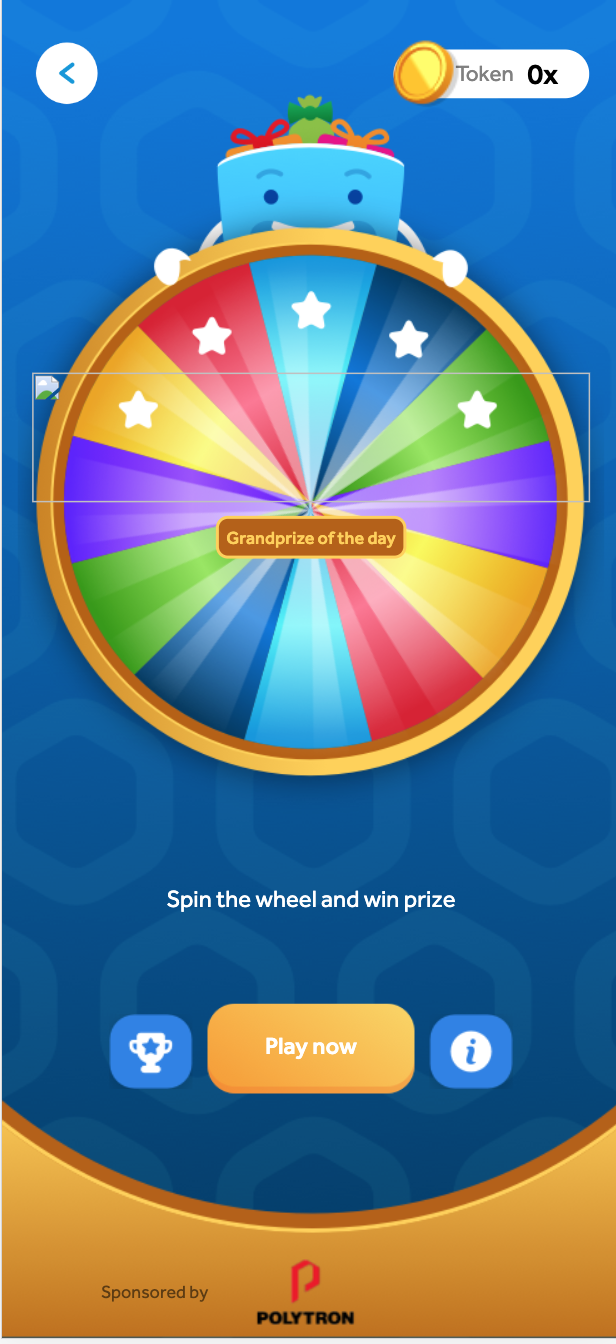 Token 0x
Grandprize of the day
Spin the wheel and win prize
Play now
Sponsored by
POLYTRON